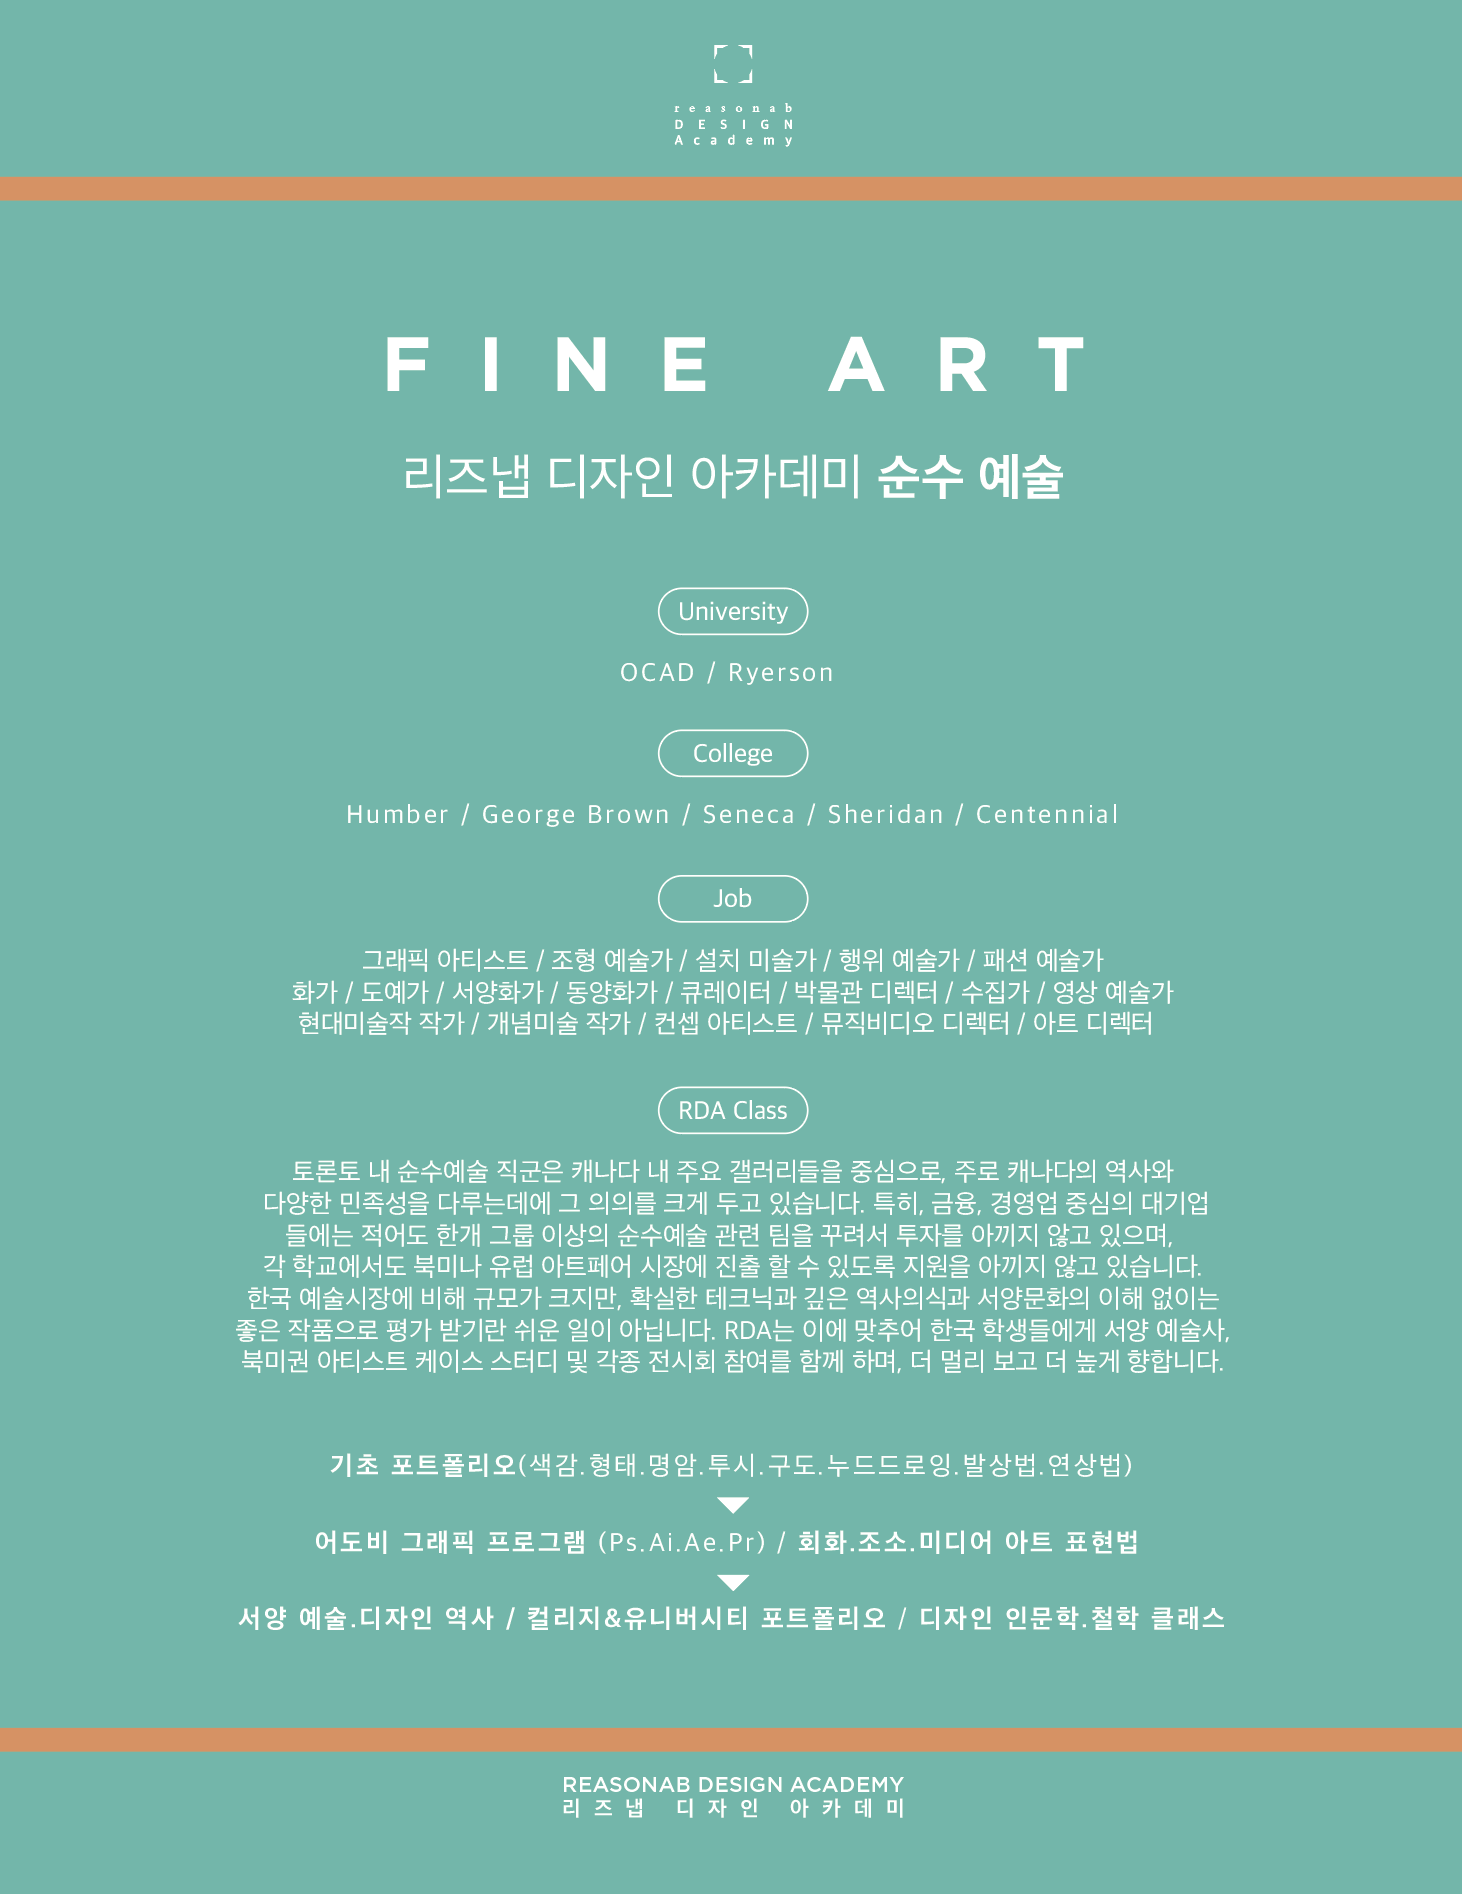 reasonab
DESIGN
Academy
FINE ART
리즈냅 디자인 아카데미 순수 예술
University
OCAD / Ryerson
College
Humber / George Brown / Seneca / Sheridan / Centennial
Job
그래픽 아티스트 / 조형 예술가 / 설치 미술가 / 행위 예술가 / 패션 예술가
화가 / 도예가 / 서양화가 / 동양화가 / 큐레이터 / 박물관 디렉터 / 수집가 / 영상 예술가
현대미술작 작가 / 개념미술 작가 / 컨셉 아티스트 / 뮤직비디오 디렉터 / 아트 디렉터
RDA Class
토론토 내 순수예술 직군은 캐나다 내 주요 갤러리들을 중심으로, 주로 캐나다의 역사와
다양한 민족성을 다루는데에 그 의의를 크게 두고 있습니다. 특히, 금융, 경영업 중심의 대기업
들에는 적어도 한개 그룹 이상의 순수예술 관련 팀을 꾸려서 투자를 아끼지 않고 있으며,
각 학교에서도 북미나 유럽 아트페어 시장에 진출 할 수 있도록 지원을 아끼지 않고 있습니다.
한국 예술시장에 비해 규모가 크지만, 확실한 테크닉과 깊은 역사의식과 서양문화의 이해 없이는
좋은 작품으로 평가 받기란 쉬운 일이 아닙니다. RDA는 이에 맞추어 한국 학생들에게 서양 예술사,
북미권 아티스트 케이스 스터디 및 각종 전시회 참여를 함께 하며, 더 멀리 보고 더 높게 향합니다.
기초 포트폴리오(색감.형태.명암.투시.구도.누드드로잉.발상법.연상법)
어도비 그래픽 프로그램 (Ps.Ai.Ae.Pr) / 회화.조소.미디어 아트 표현법
서양 예술.디자인 역사 / 컬리지&유니버시티 포트폴리오 / 디자인 인문학.철학 클래스
REASONAB DESIGN ACADEMY
리즈냅 디자인 아카데미